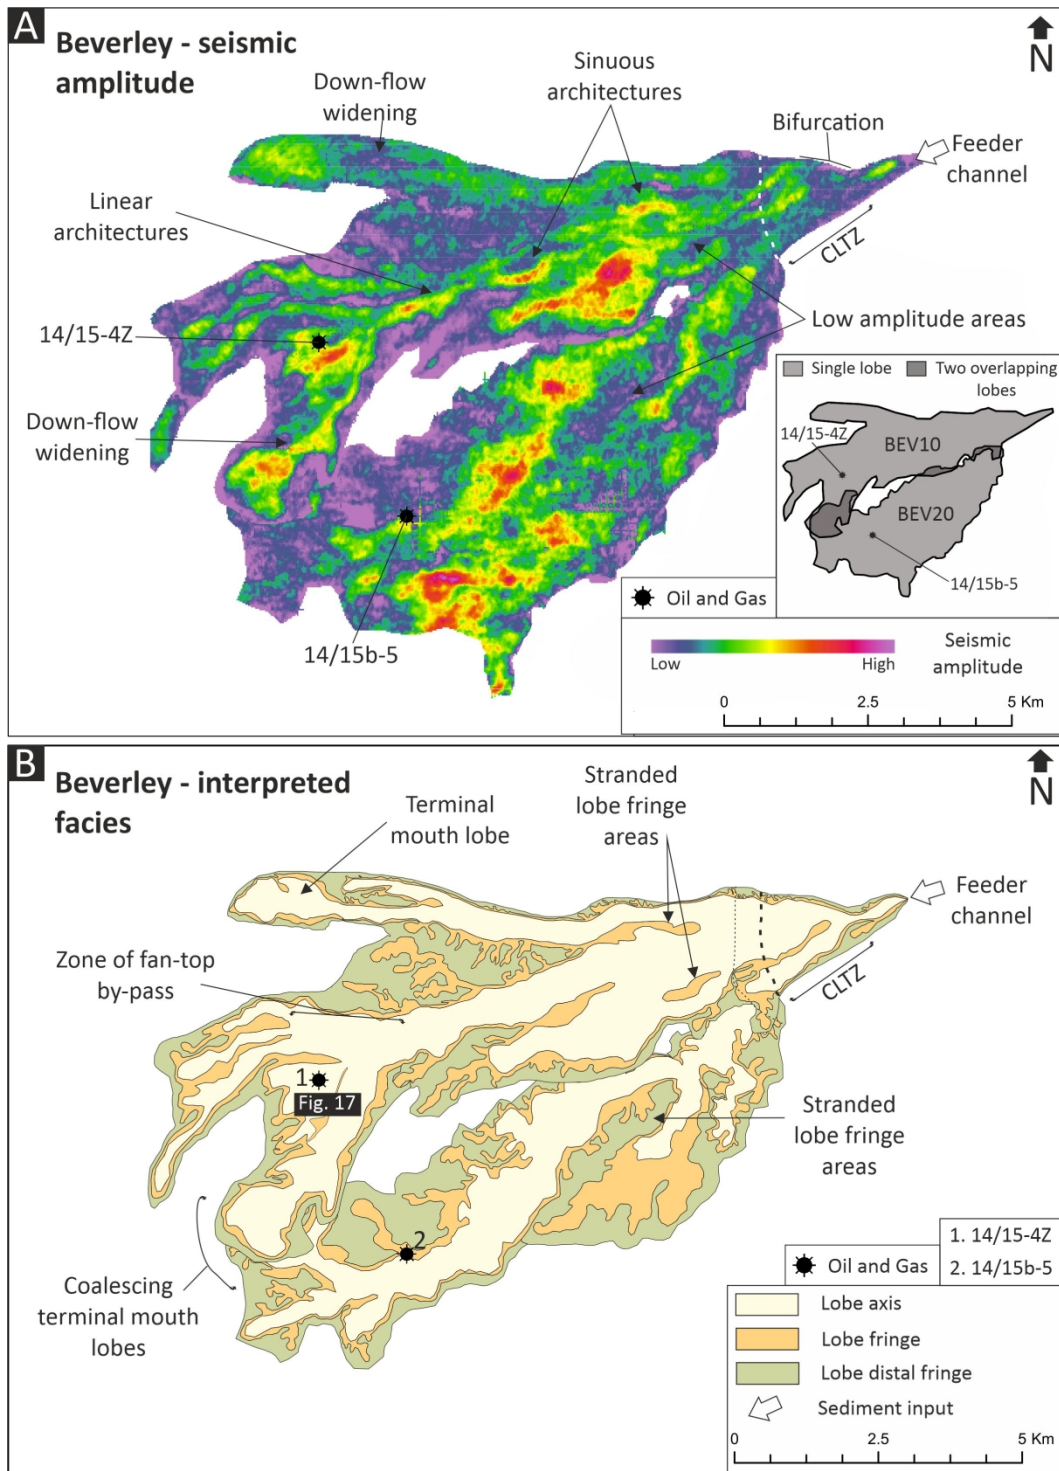 A
Beverley - seismic
amplitude
N
Down-flow
widening
Sinuous
architectures
Bifurcation
Feeder
channel
Linear
architectures
CLTZ
14/15-4Z
Low amplitude areas
Down-flow
widening
Single lobe
Two overlapping
lobes
14/15-4Z
BEV10
BEV20
14/15b-5
14/15b-5
Oil and Gas
Low
High
Seismic
amplitude
0
2.5
5 Km
B
Beverley - interpreted
facies
N
Terminal
mouth lobe
Stranded
lobe fringe
areas
Feeder
channel
Zone of fan-top
by-pass
CLTZ
1
Fig. 17
Stranded
lobe fringe
areas
2
Coalescing
terminal mouth
lobes
1. 14/15-4Z
2. 14/15b-5
Oil and Gas
Lobe axis
Lobe fringe
Lobe distal fringe
Sediment input
0
2.5
5 Km